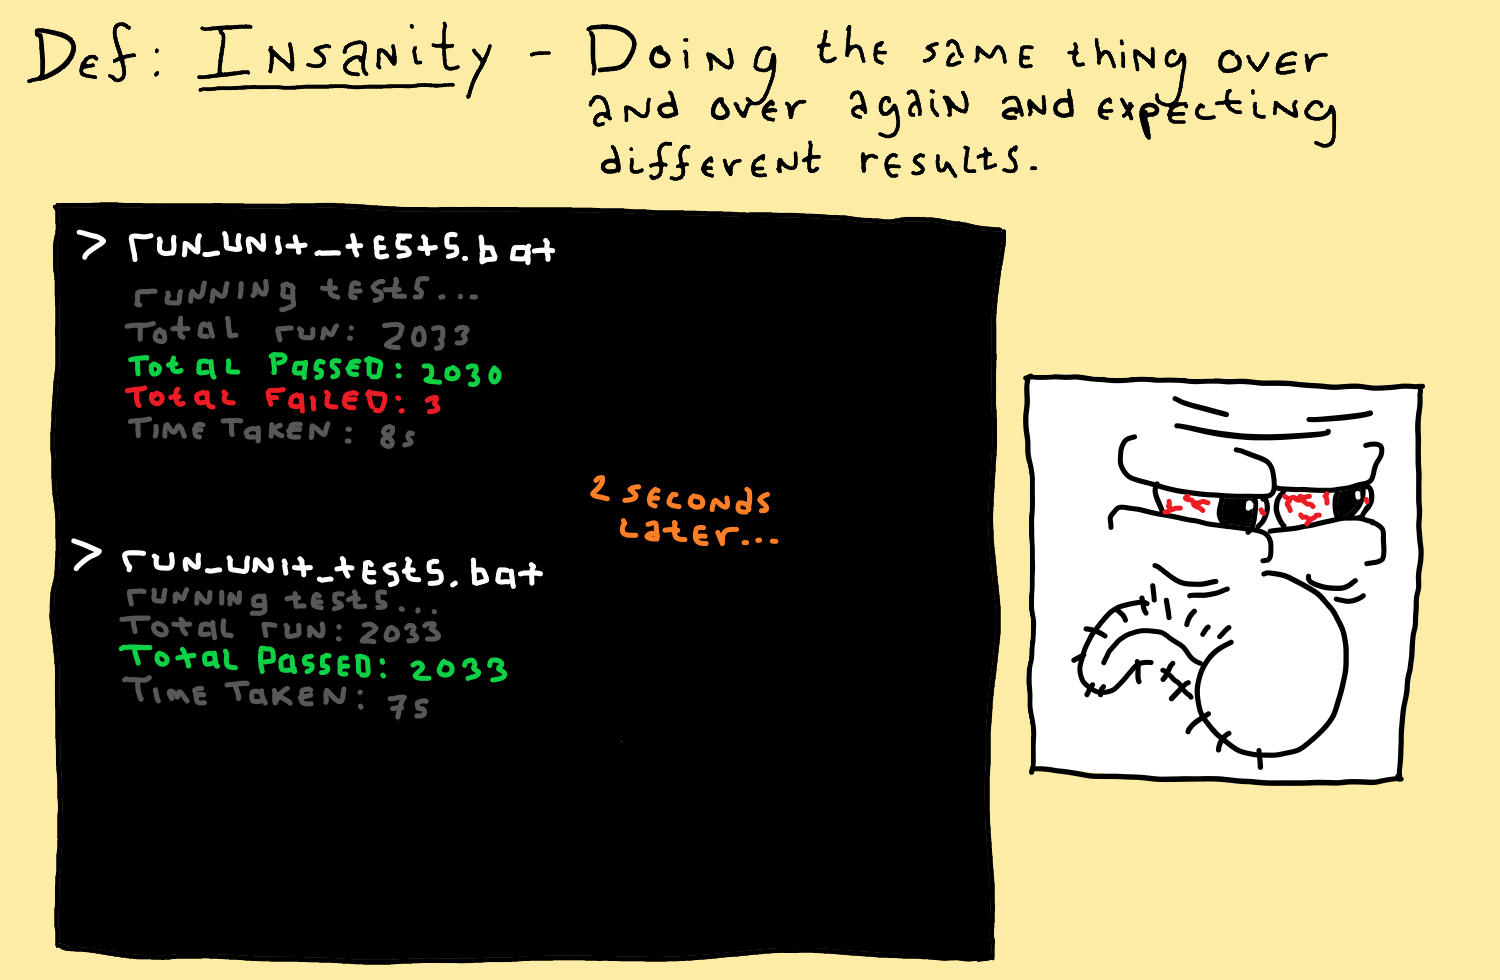 Def: Insanity - Doing the same thing over
and over again and expecting
different results.
> run_unit_tests.bat
running tests...
Total run: 2033
Total Passed: 2030
Total Failed: 3
Time Taken: 8s
2 seconds
later...
> run_unit_tests.bat
running tests...
Total run: 2033
Total Passed: 2033
Time Taken: 7s